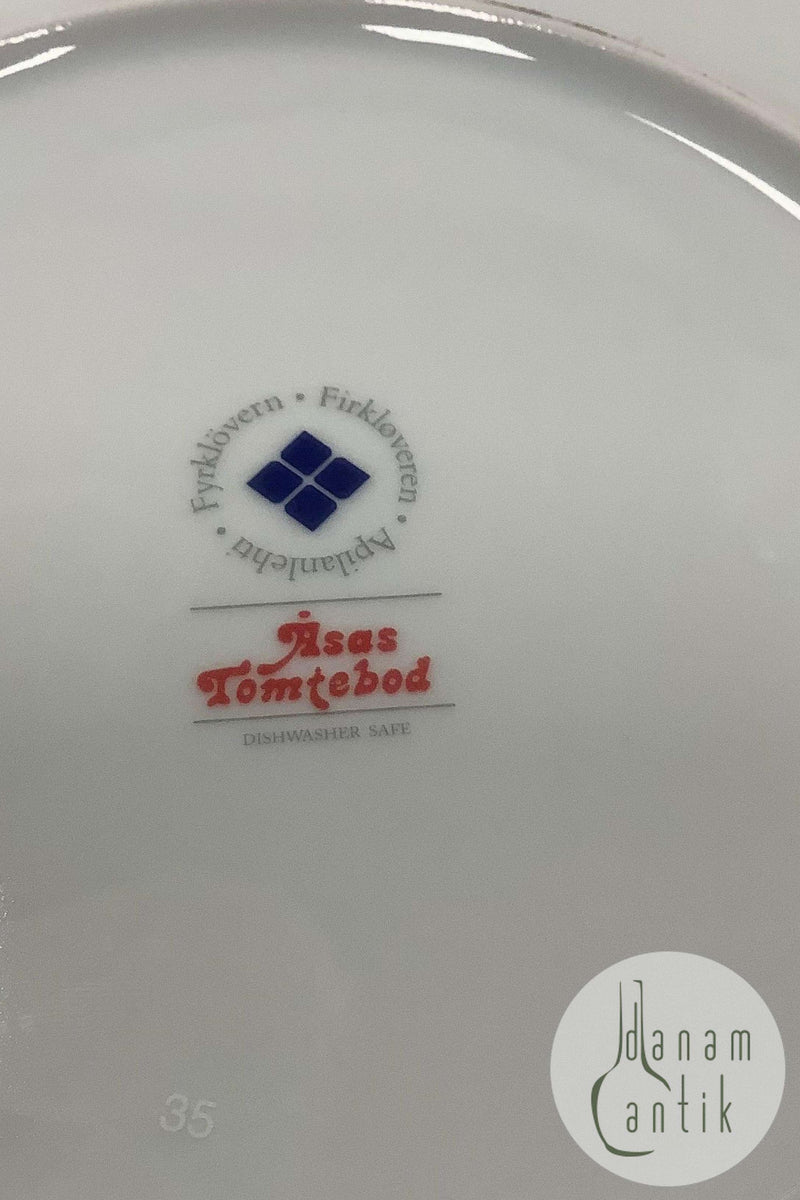 Fyrklövern • Firkløveren • Apilanlehti •
Åsas
Tomtebod
DISHWASHER SAFE
35
danam
antik